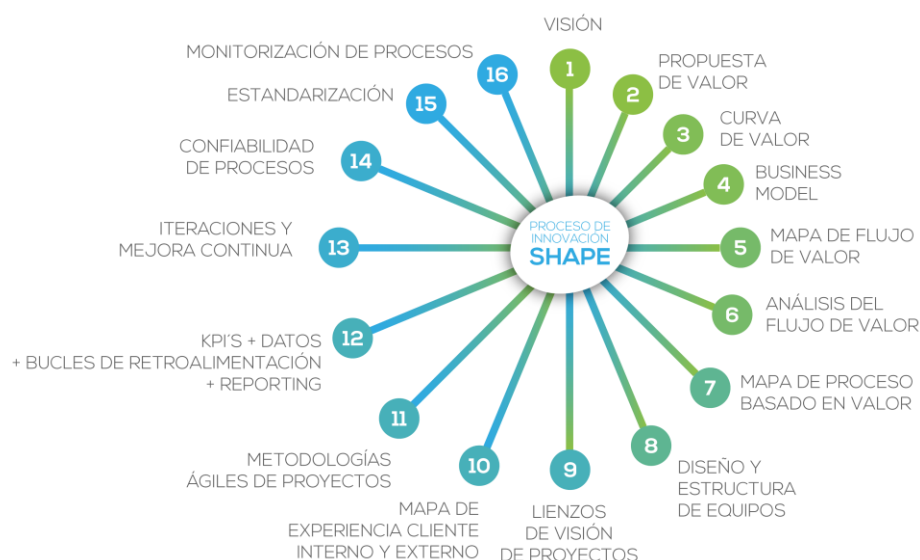 PROCESO DE
INNOVACIÓN
SHAPE
1
VISIÓN
2
PROPUESTA
DE VALOR
3
CURVA
DE VALOR
4
BUSINESS
MODEL
5
MAPA DE FLUJO
DE VALOR
6
ANÁLISIS DEL
FLUJO DE VALOR
7
MAPA DE PROCESO
BASADO EN VALOR
8
DISEÑO Y
ESTRUCTURA
DE EQUIPOS
9
LIENZOS
DE VISIÓN
DE PROYECTOS
10
MAPA DE
EXPERIENCIA CLIENTE
INTERNO Y EXTERNO
11
METODOLOGÍAS
ÁGILES DE PROYECTOS
12
KPI'S + DATOS
+ BUCLES DE RETROALIMENTACIÓN
+ REPORTING
13
ITERACIONES Y
MEJORA CONTINUA
14
CONFIABILIDAD
DE PROCESOS
15
ESTANDARIZACIÓN
16
MONITORIZACIÓN DE PROCESOS